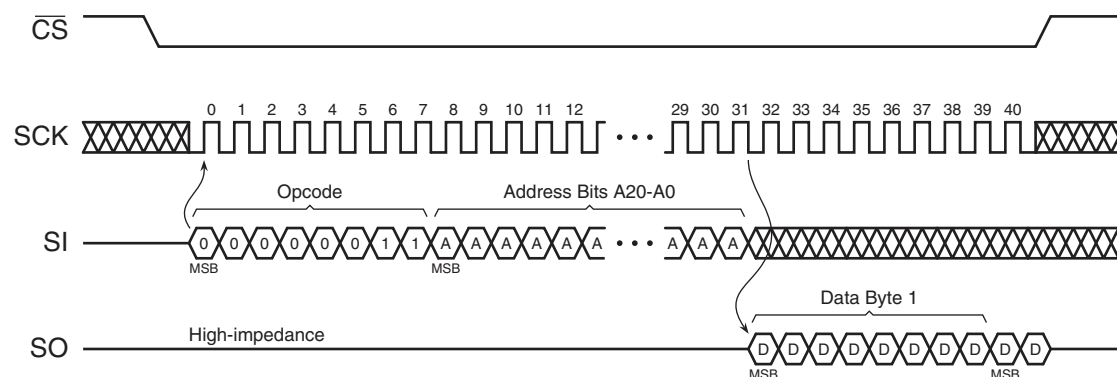 CS
0 1 2 3 4 5 6 7 8 9 10 11 12 29 30 31 32 33 34 35 36 37 38 39 40
SCK
Opcode Address Bits A20-A0
SI 0 0 0 0 0 0 1 1 A A A A A A A A A
MSB MSB
Data Byte 1
High-impedance
SO D D D D D D D D D D
MSB MSB